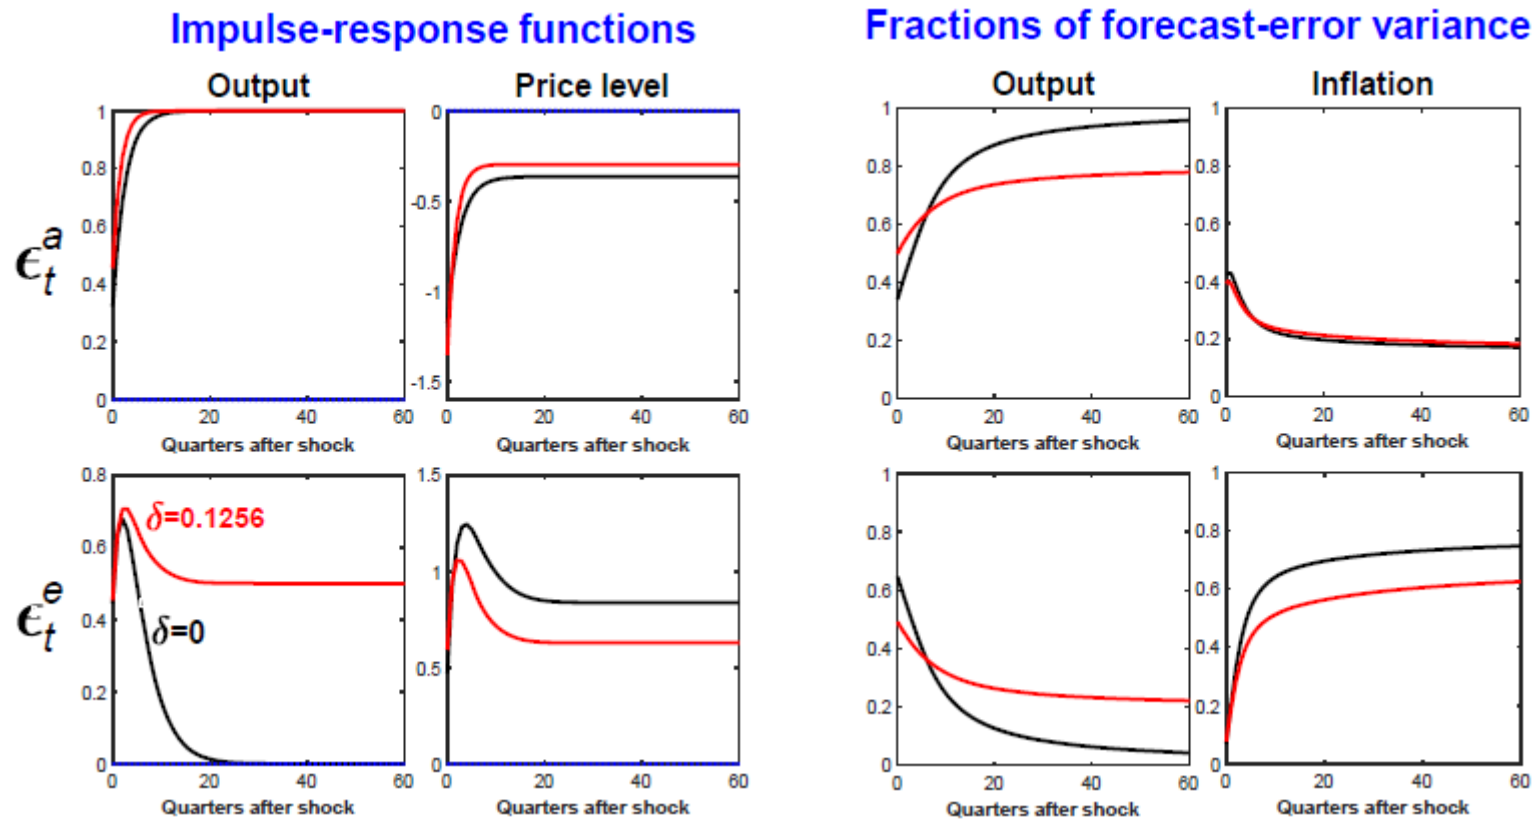 Impulse-response functions
Fractions of forecast-error variance
Output
Price level
Output
Inflation
ϵ_t^a
1
0.8
0.6
0.4
0.2
0
0 20 40 60
Quarters after shock
0
-0.5
-1
-1.5
0 20 40 60
Quarters after shock
1
0.8
0.6
0.4
0.2
0
0 20 40 60
Quarters after shock
1
0.8
0.6
0.4
0.2
0
0 20 40 60
Quarters after shock
ϵ_t^e
0.8
0.6
0.4
0.2
0
δ=0.1256
δ=0
0 20 40 60
Quarters after shock
1.5
1
0.5
0
0 20 40 60
Quarters after shock
1
0.8
0.6
0.4
0.2
0
0 20 40 60
Quarters after shock
1
0.8
0.6
0.4
0.2
0
0 20 40 60
Quarters after shock